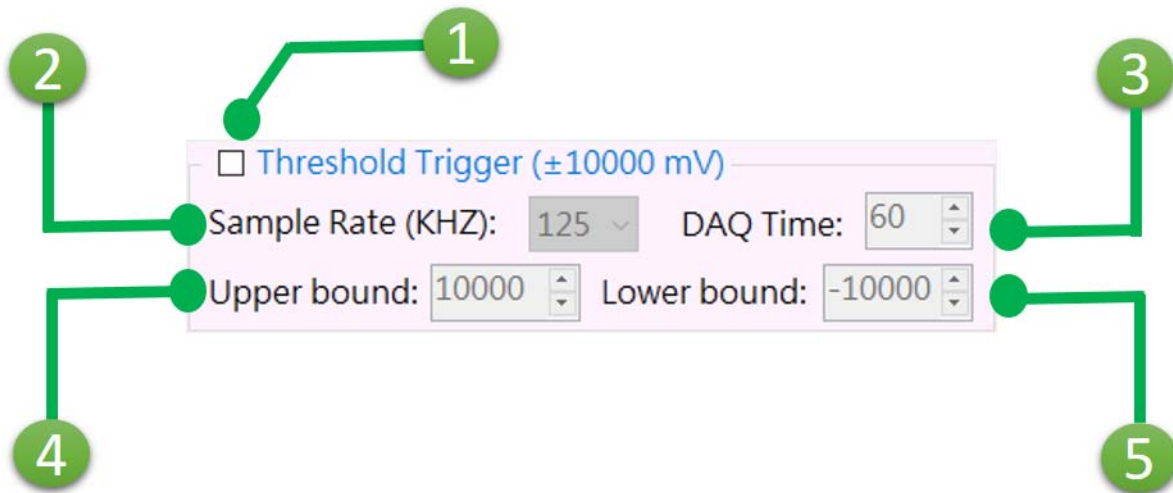 1
2
3
Threshold Trigger (±10000 mV)
Sample Rate (KHZ): 125 DAQ Time: 60
Upper bound: 10000 Lower bound: -10000
4
5